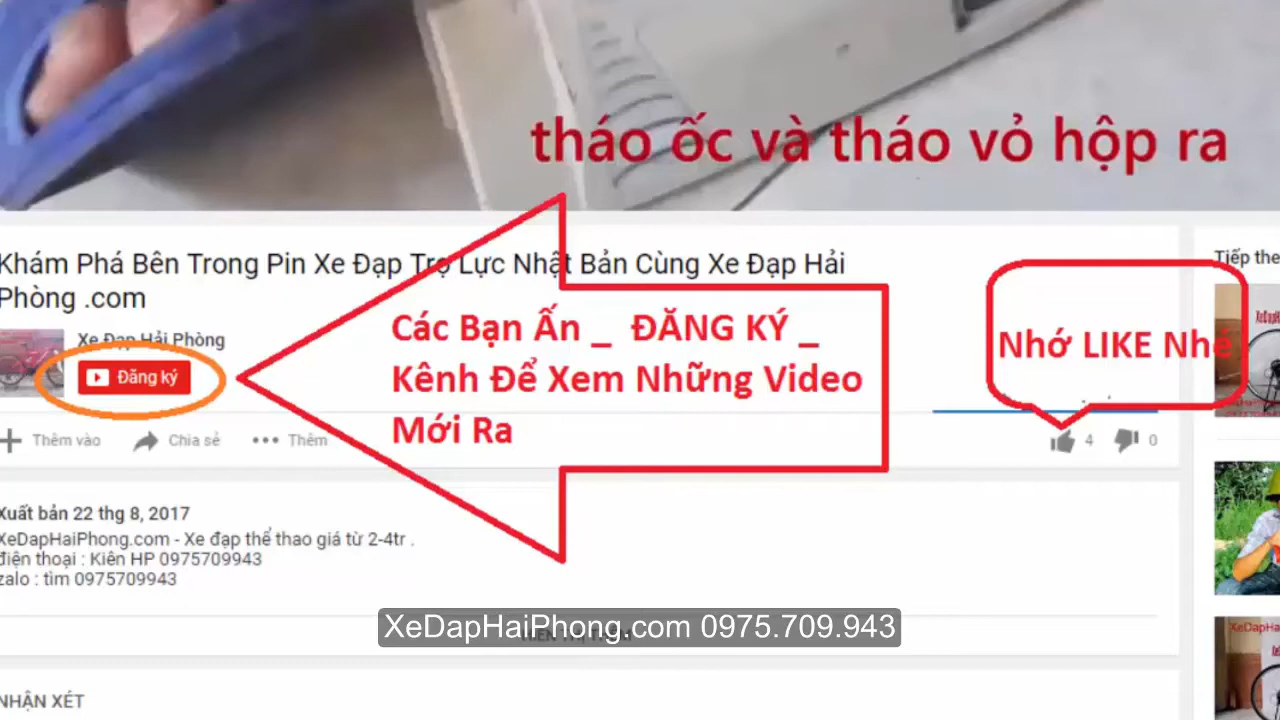 tháo ốc và tháo vỏ hộp ra
Khám Phá Bên Trong Pin Xe Đạp Trợ Lực Nhật Bản Cùng Xe Đạp Hải
Phòng .com
Tiếp the
Xe Đạp Hải Phòng
Đăng ký
Các Bạn Ấn _ ĐĂNG KÝ _
Kênh Để Xem Những Video
Mới Ra
Nhớ LIKE Nhé
Thêm vào
Chia sẻ
Thêm
4
0
Xuất bản 22 thg 8, 2017
XeDapHaiPhong.com - Xe đạp thể thao giá từ 2-4tr .
điện thoại : Kiên HP 0975709943
zalo : tìm 0975709943
XeDapHaiPhong.com 0975.709.943
XeDapHa
NHẬN XÉT